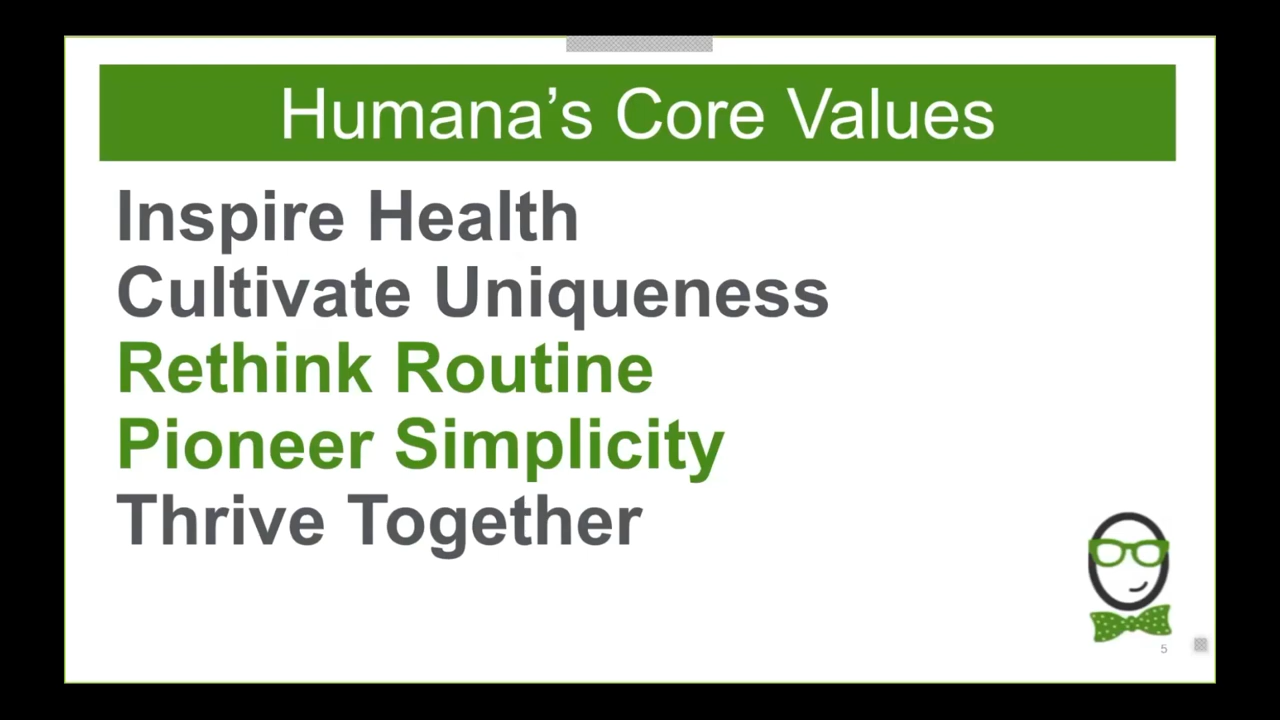 Humana’s Core Values
Inspire Health
Cultivate Uniqueness
Rethink Routine
Pioneer Simplicity
Thrive Together
5